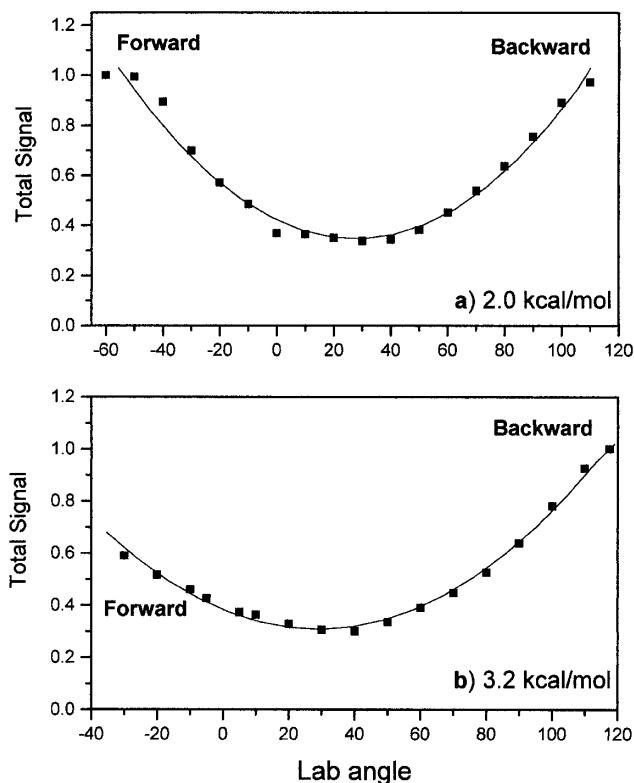 1.2
Forward
Backward
1.0
0.8
0.6
0.4
0.2
0.0
Total Signal
a) 2.0 kcal/mol
-60 -40 -20 0 20 40 60 80 100 120
1.2
Backward
1.0
0.8
0.6
0.4
0.2
0.0
Total Signal
Forward
b) 3.2 kcal/mol
-40 -20 0 20 40 60 80 100 120
Lab angle